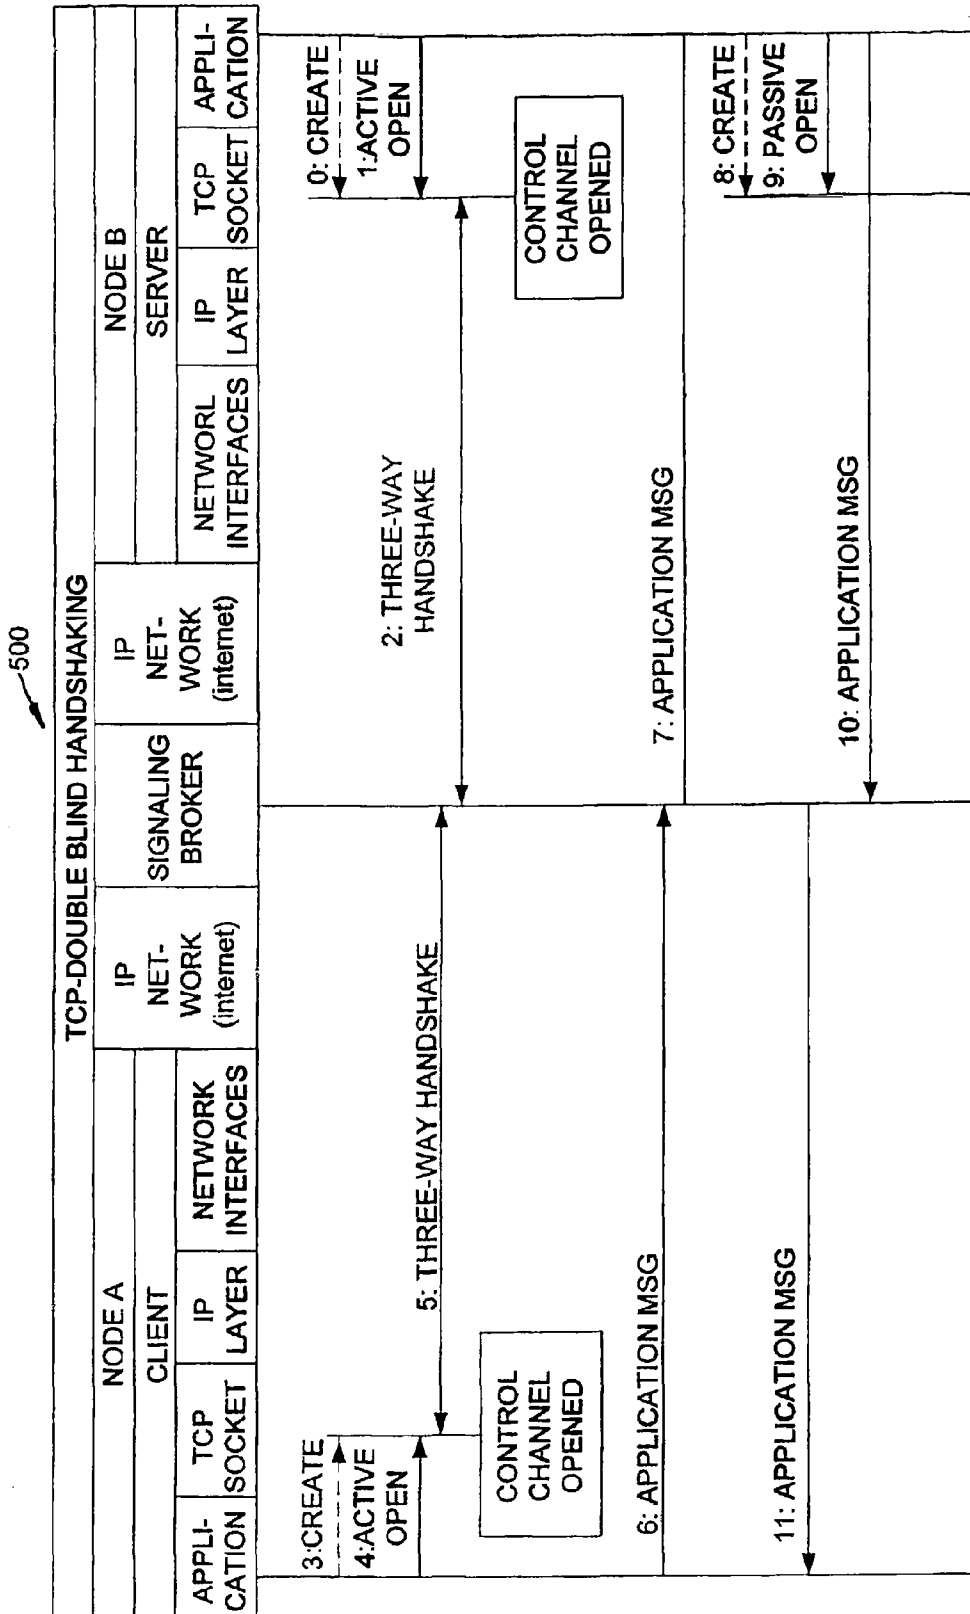 500
TCP-DOUBLE BLIND HANDSHAKING
NODE A
IP
NET-
WORK
(internet)
SIGNALING
BROKER
IP
NET-
WORK
(internet)
NODE B
CLIENT
SERVER
APPLI-
CATION
TCP
SOCKET
IP
LAYER
NETWORK
INTERFACES
NETWORL
INTERFACES
IP
LAYER
TCP
SOCKET
APPLI-
CATION
0: CREATE
1:ACTIVE
OPEN
2: THREE-WAY
HANDSHAKE
CONTROL
CHANNEL
OPENED
3:CREATE
4:ACTIVE
OPEN
5: THREE-WAY HANDSHAKE
CONTROL
CHANNEL
OPENED
6: APPLICATION MSG
7: APPLICATION MSG
8: CREATE
9: PASSIVE
OPEN
10: APPLICATION MSG
11: APPLICATION MSG